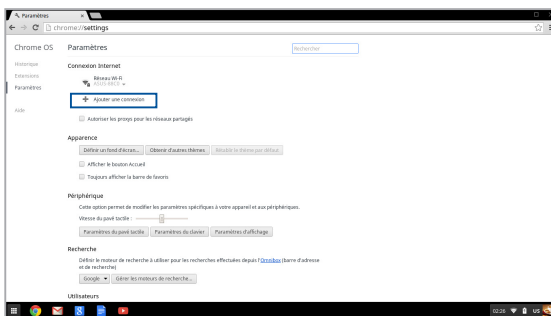 Paramètres
chrome://settings
Chrome OS
Paramètres
Rechercher
Historique
Extensions
Paramètres
Aide
Connexion Internet
Réseau Wi-Fi
Ajouter une connexion
Autoriser les proxys pour les réseaux partagés
Apparence
Définir un fond d'écran... Obtenir d'autres thèmes Rétablir le thème par défaut
Afficher le bouton Accueil
Toujours afficher la barre de favoris
Périphérique
Cette option permet de modifier les paramètres spécifiques à votre appareil et aux périphériques.
Vitesse du pavé tactile :
Paramètres du pavé tactile Paramètres du clavier Paramètres d'affichage
Recherche
Définir le moteur de recherche à utiliser pour les recherches effectuées depuis l'Omnibox (barre d'adresse
et de recherche)
Google Gérer les moteurs de recherche...
Utilisateurs
02:26 US